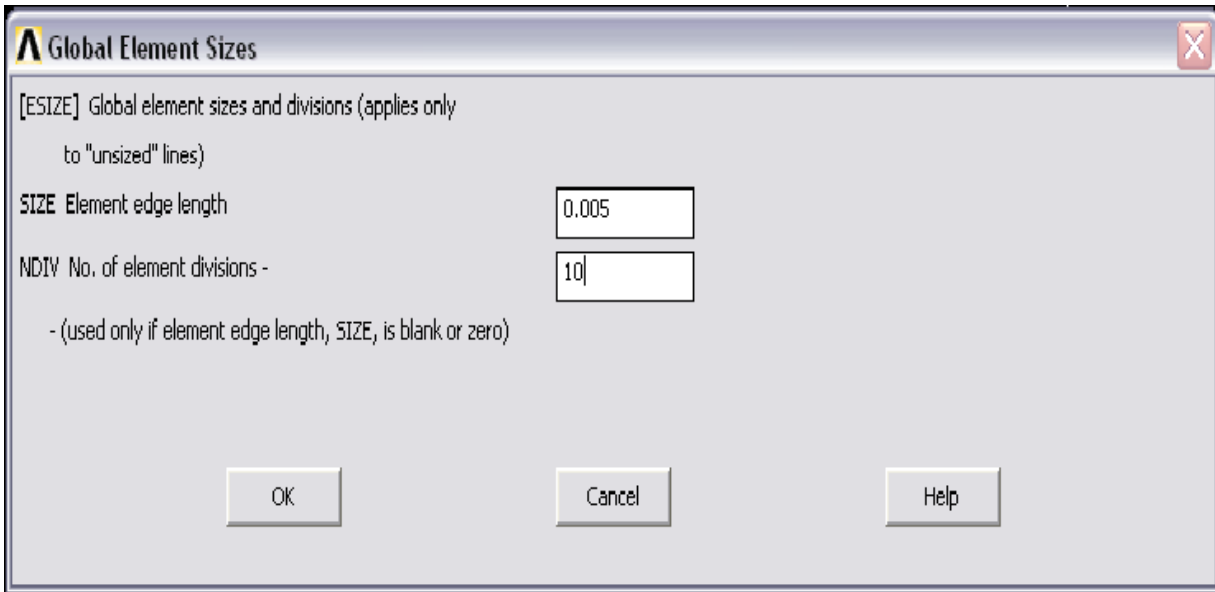 Global Element Sizes
[ESIZE] Global element sizes and divisions (applies only
to "unsized" lines)
SIZE Element edge length 0.005
NDIV No. of element divisions - 10
- (used only if element edge length, SIZE, is blank or zero)
OK Cancel Help